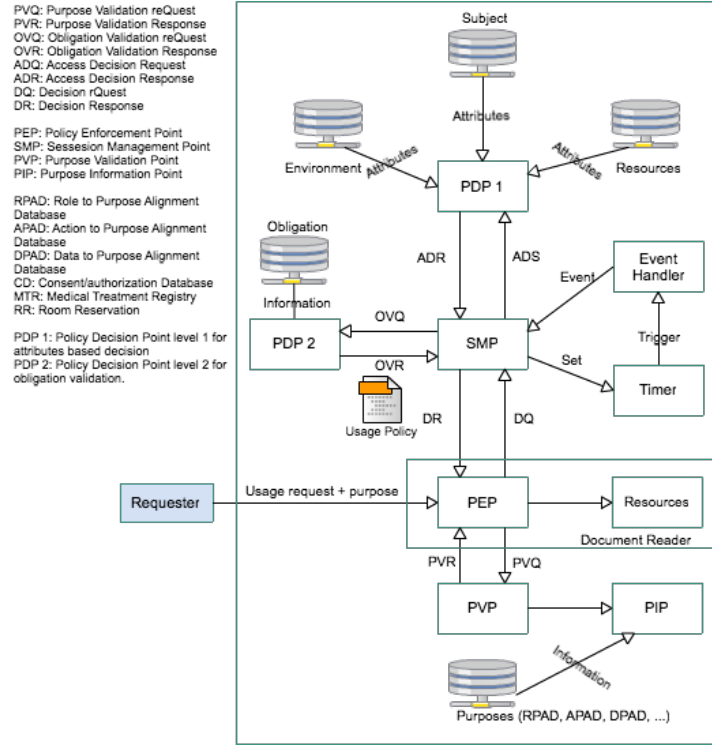 PVQ: Purpose Validation reQuest
PVR: Purpose Validation Response
OVQ: Obligation Validation reQuest
OVR: Obligation Validation Response
ADQ: Access Decision Request
ADR: Access Decision Response
DQ: Decision rQuest
DR: Decision Response
PEP: Policy Enforcement Point
SMP: Sessesion Management Point
PVP: Purpose Validation Point
PIP: Purpose Information Point
RPAD: Role to Purpose Alignment
Database
APAD: Action to Purpose Alignment
Database
DPAD: Data to Purpose Alignment
Database
CD: Consent/authorization Database
MTR: Medical Treatment Registry
RR: Room Reservation
PDP 1: Policy Decision Point level 1 for
attributes based decision
PDP 2: Policy Decision Point level 2 for
obligation validation.
Subject
Attributes
Environment
Attributes
PDP 1
Attributes
Resources
Obligation
Information
ADR
ADS
Event
Event
Handler
OVQ
PDP 2
SMP
Trigger
OVR
Set
Timer
Usage Policy
DR
DQ
Requester
Usage request + purpose
PEP
Resources
Document Reader
PVR
PVQ
PVP
PIP
Information
Purposes (RPAD, APAD, DPAD, ...)